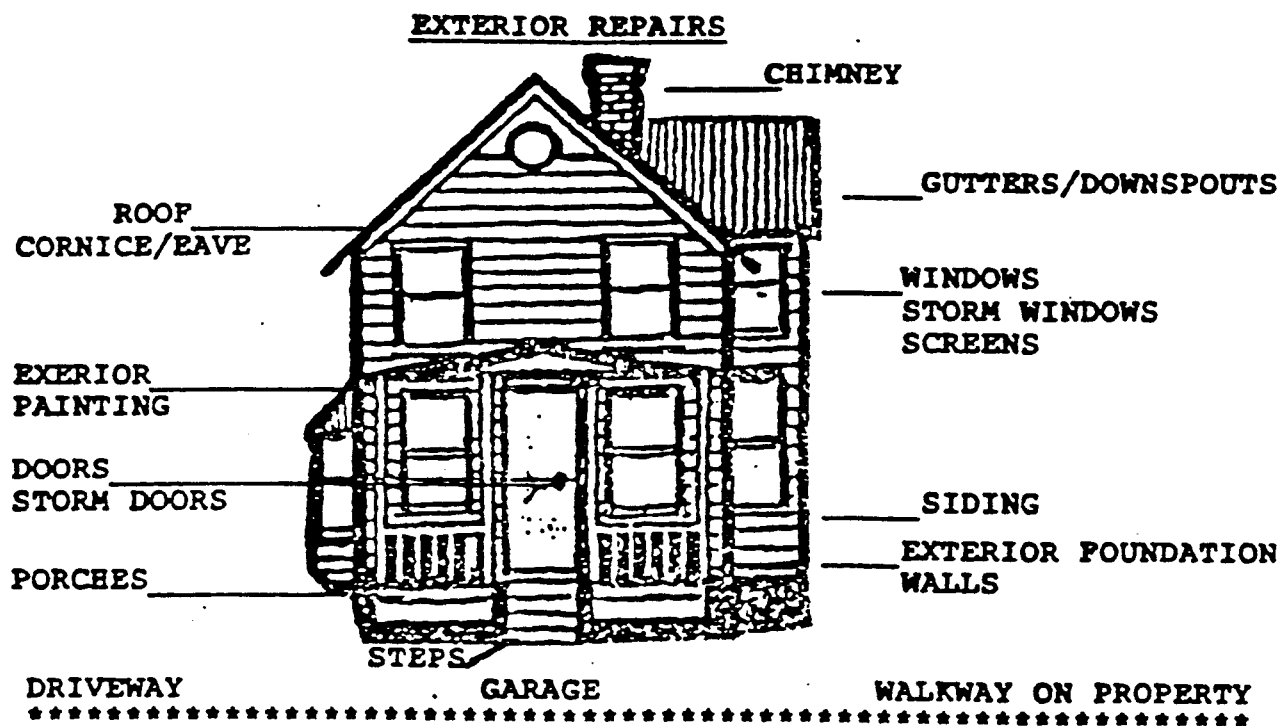 EXTERIOR REPAIRS
CHIMNEY
GUTTERS/DOWNSPOUTS
ROOF
CORNICE/EAVE
WINDOWS
STORM WINDOWS
SCREENS
EXERIOR
PAINTING
DOORS
STORM DOORS
SIDING
EXTERIOR FOUNDATION
WALLS
PORCHES
STEPS
DRIVEWAY GARAGE WALKWAY ON PROPERTY